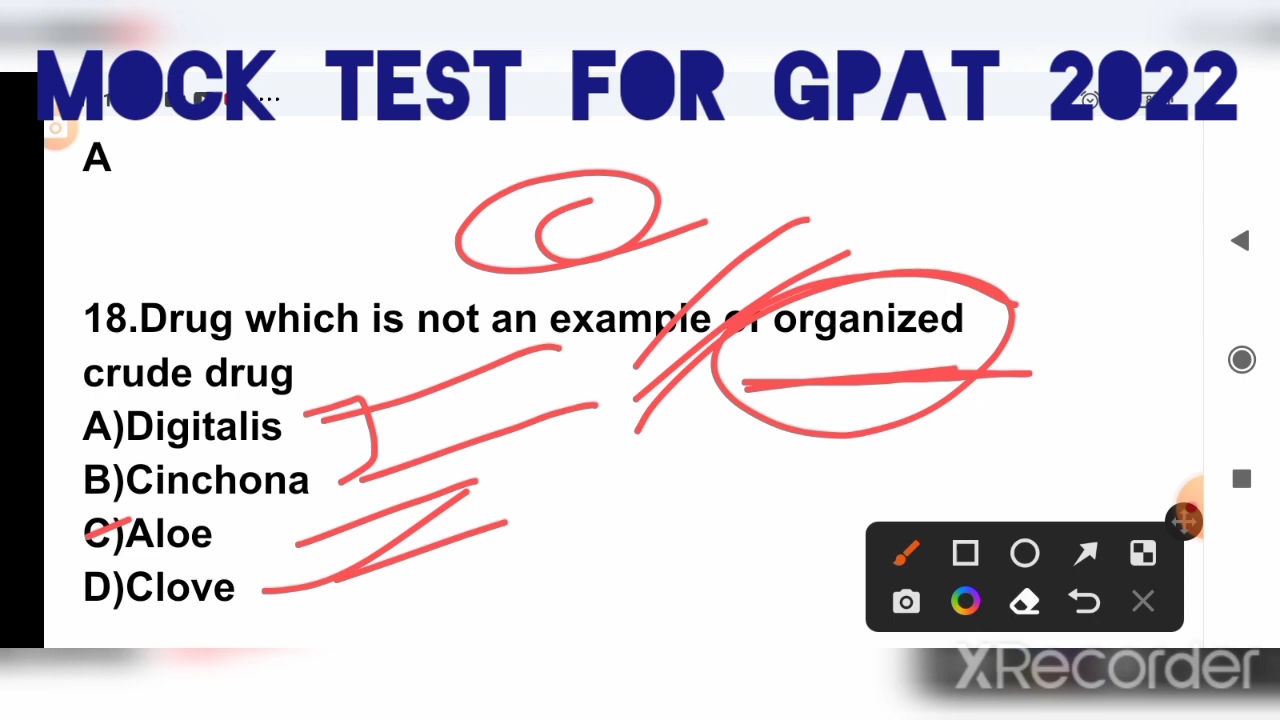 MOCK TEST FOR GPAT 2022
A
18.Drug which is not an example of organized
crude drug
A)Digitalis
B)Cinchona
C)Aloe
D)Clove
XRecorder